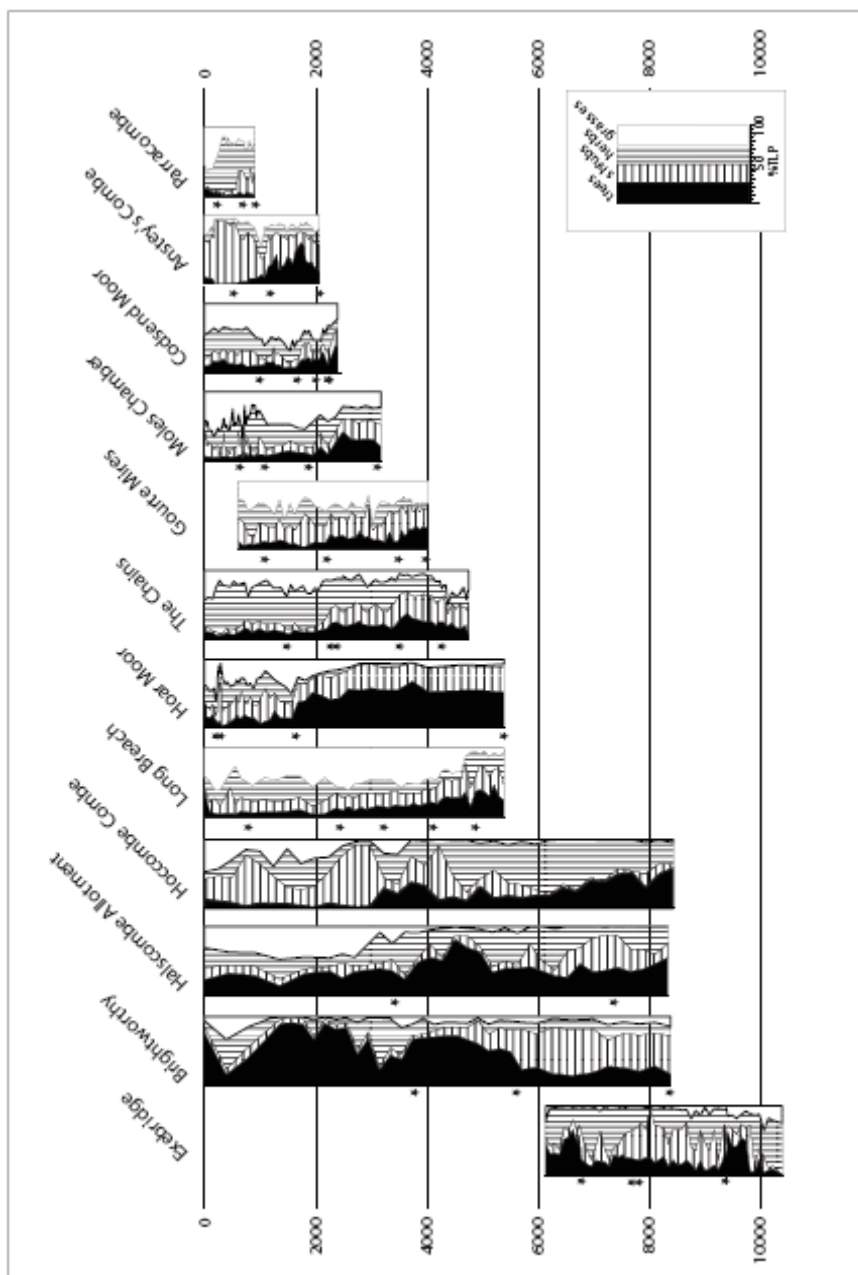 0
2000
4000
6000
8000
10000
Parracombe
Anstey's Combe
Codsend Moor
Moles Chamber
Gourte Mires
The Chains
Hoar Moor
Long Breach
Hoccombe Combe
Halscombe Allotment
Brightworthy
Exebridge
trees
shrubs
herbs
grasses
50
100
%TLP
0
2000
4000
6000
8000
10000